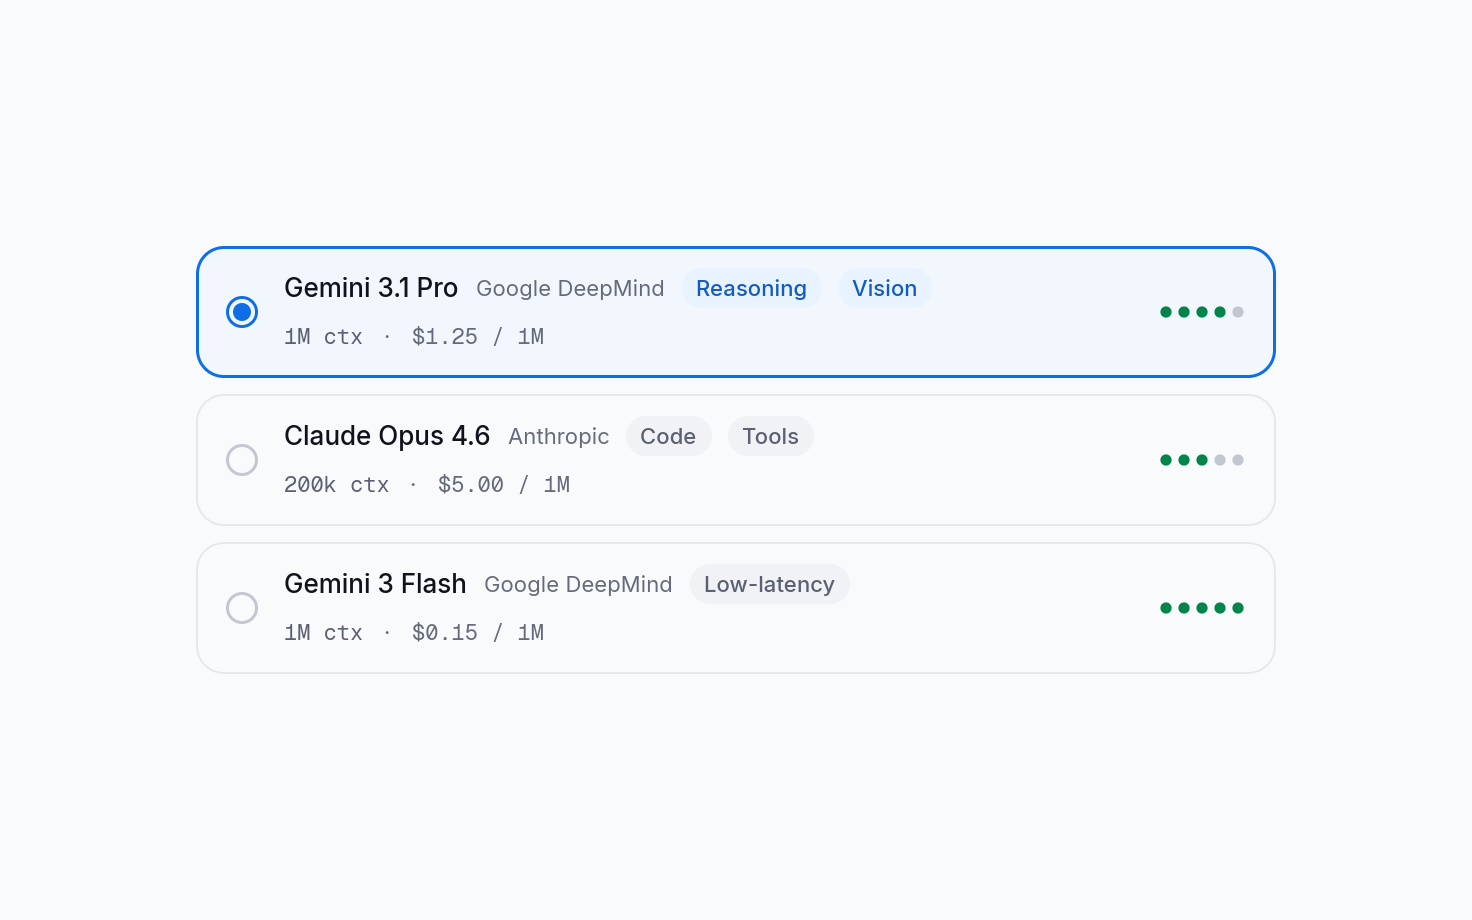 Gemini 3.1 Pro Google DeepMind Reasoning Vision
1M ctx · $1.25 / 1M
Claude Opus 4.6 Anthropic Code Tools
200k ctx · $5.00 / 1M
Gemini 3 Flash Google DeepMind Low-latency
1M ctx · $0.15 / 1M